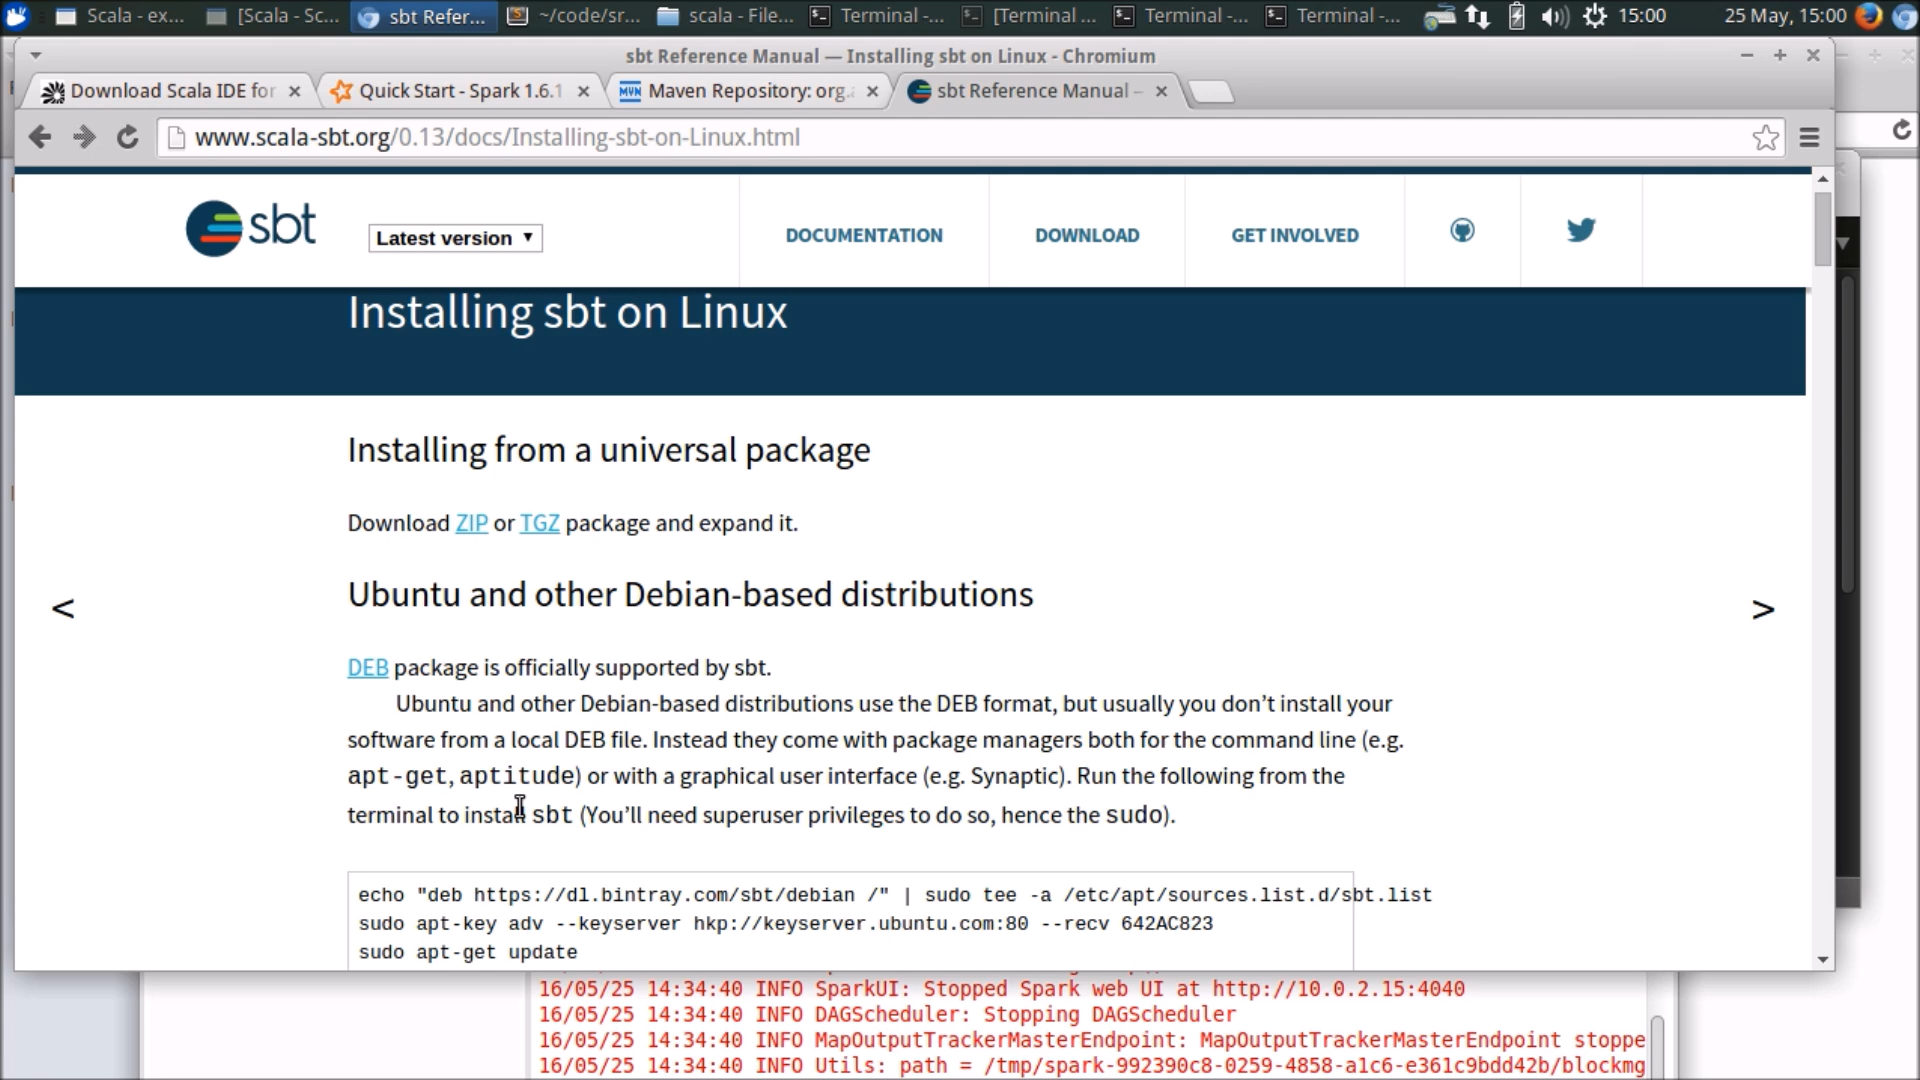 Scala - ex...
[Scala - Sc...
sbt Refer...
~/code/sr...
scala - File...
Terminal -...
[Terminal ...
Terminal -...
Terminal -...
15:00
25 May, 15:00
sbt Reference Manual — Installing sbt on Linux - Chromium
Download Scala IDE for
Quick Start - Spark 1.6.1
Maven Repository: org.a
sbt Reference Manual —
www.scala-sbt.org/0.13/docs/Installing-sbt-on-Linux.html
sbt
Latest version
DOCUMENTATION
DOWNLOAD
GET INVOLVED
Installing sbt on Linux
Installing from a universal package
Download ZIP or TGZ package and expand it.
Ubuntu and other Debian-based distributions
<
>
DEB package is officially supported by sbt.
Ubuntu and other Debian-based distributions use the DEB format, but usually you don’t install your
software from a local DEB file. Instead they come with package managers both for the command line (e.g.
apt-get, aptitude) or with a graphical user interface (e.g. Synaptic). Run the following from the
terminal to install sbt (You’ll need superuser privileges to do so, hence the sudo).
echo "deb https://dl.bintray.com/sbt/debian /" | sudo tee -a /etc/apt/sources.list.d/sbt.list
sudo apt-key adv --keyserver hkp://keyserver.ubuntu.com:80 --recv 642AC823
sudo apt-get update
16/05/25 14:34:40 INFO SparkUI: Stopped Spark web UI at http://10.0.2.15:4040
16/05/25 14:34:40 INFO DAGScheduler: Stopping DAGScheduler
16/05/25 14:34:40 INFO MapOutputTrackerMasterEndpoint: MapOutputTrackerMasterEndpoint stoppe
16/05/25 14:34:40 INFO Utils: path = /tmp/spark-992390c8-0259-4858-a1c6-e361c9bdd42b/blockmg